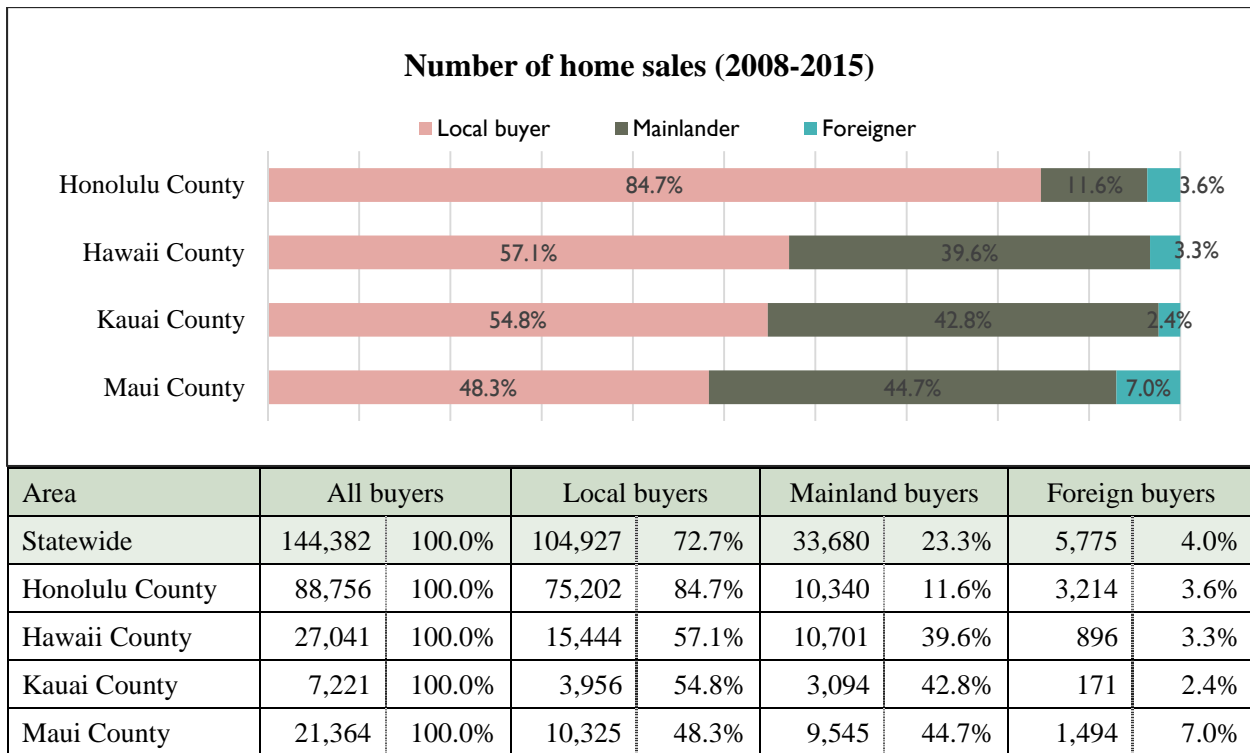 Number of home sales (2008-2015)
Local buyer Mainlander Foreigner
Honolulu County 84.7% 11.6% 3.6%
Hawaii County 57.1% 39.6% 3.3%
Kauai County 54.8% 42.8% 2.4%
Maui County 48.3% 44.7% 7.0%
Area All buyers Local buyers Mainland buyers Foreign buyers
Statewide 144,382 100.0% 104,927 72.7% 33,680 23.3% 5,775 4.0%
Honolulu County 88,756 100.0% 75,202 84.7% 10,340 11.6% 3,214 3.6%
Hawaii County 27,041 100.0% 15,444 57.1% 10,701 39.6% 896 3.3%
Kauai County 7,221 100.0% 3,956 54.8% 3,094 42.8% 171 2.4%
Maui County 21,364 100.0% 10,325 48.3% 9,545 44.7% 1,494 7.0%